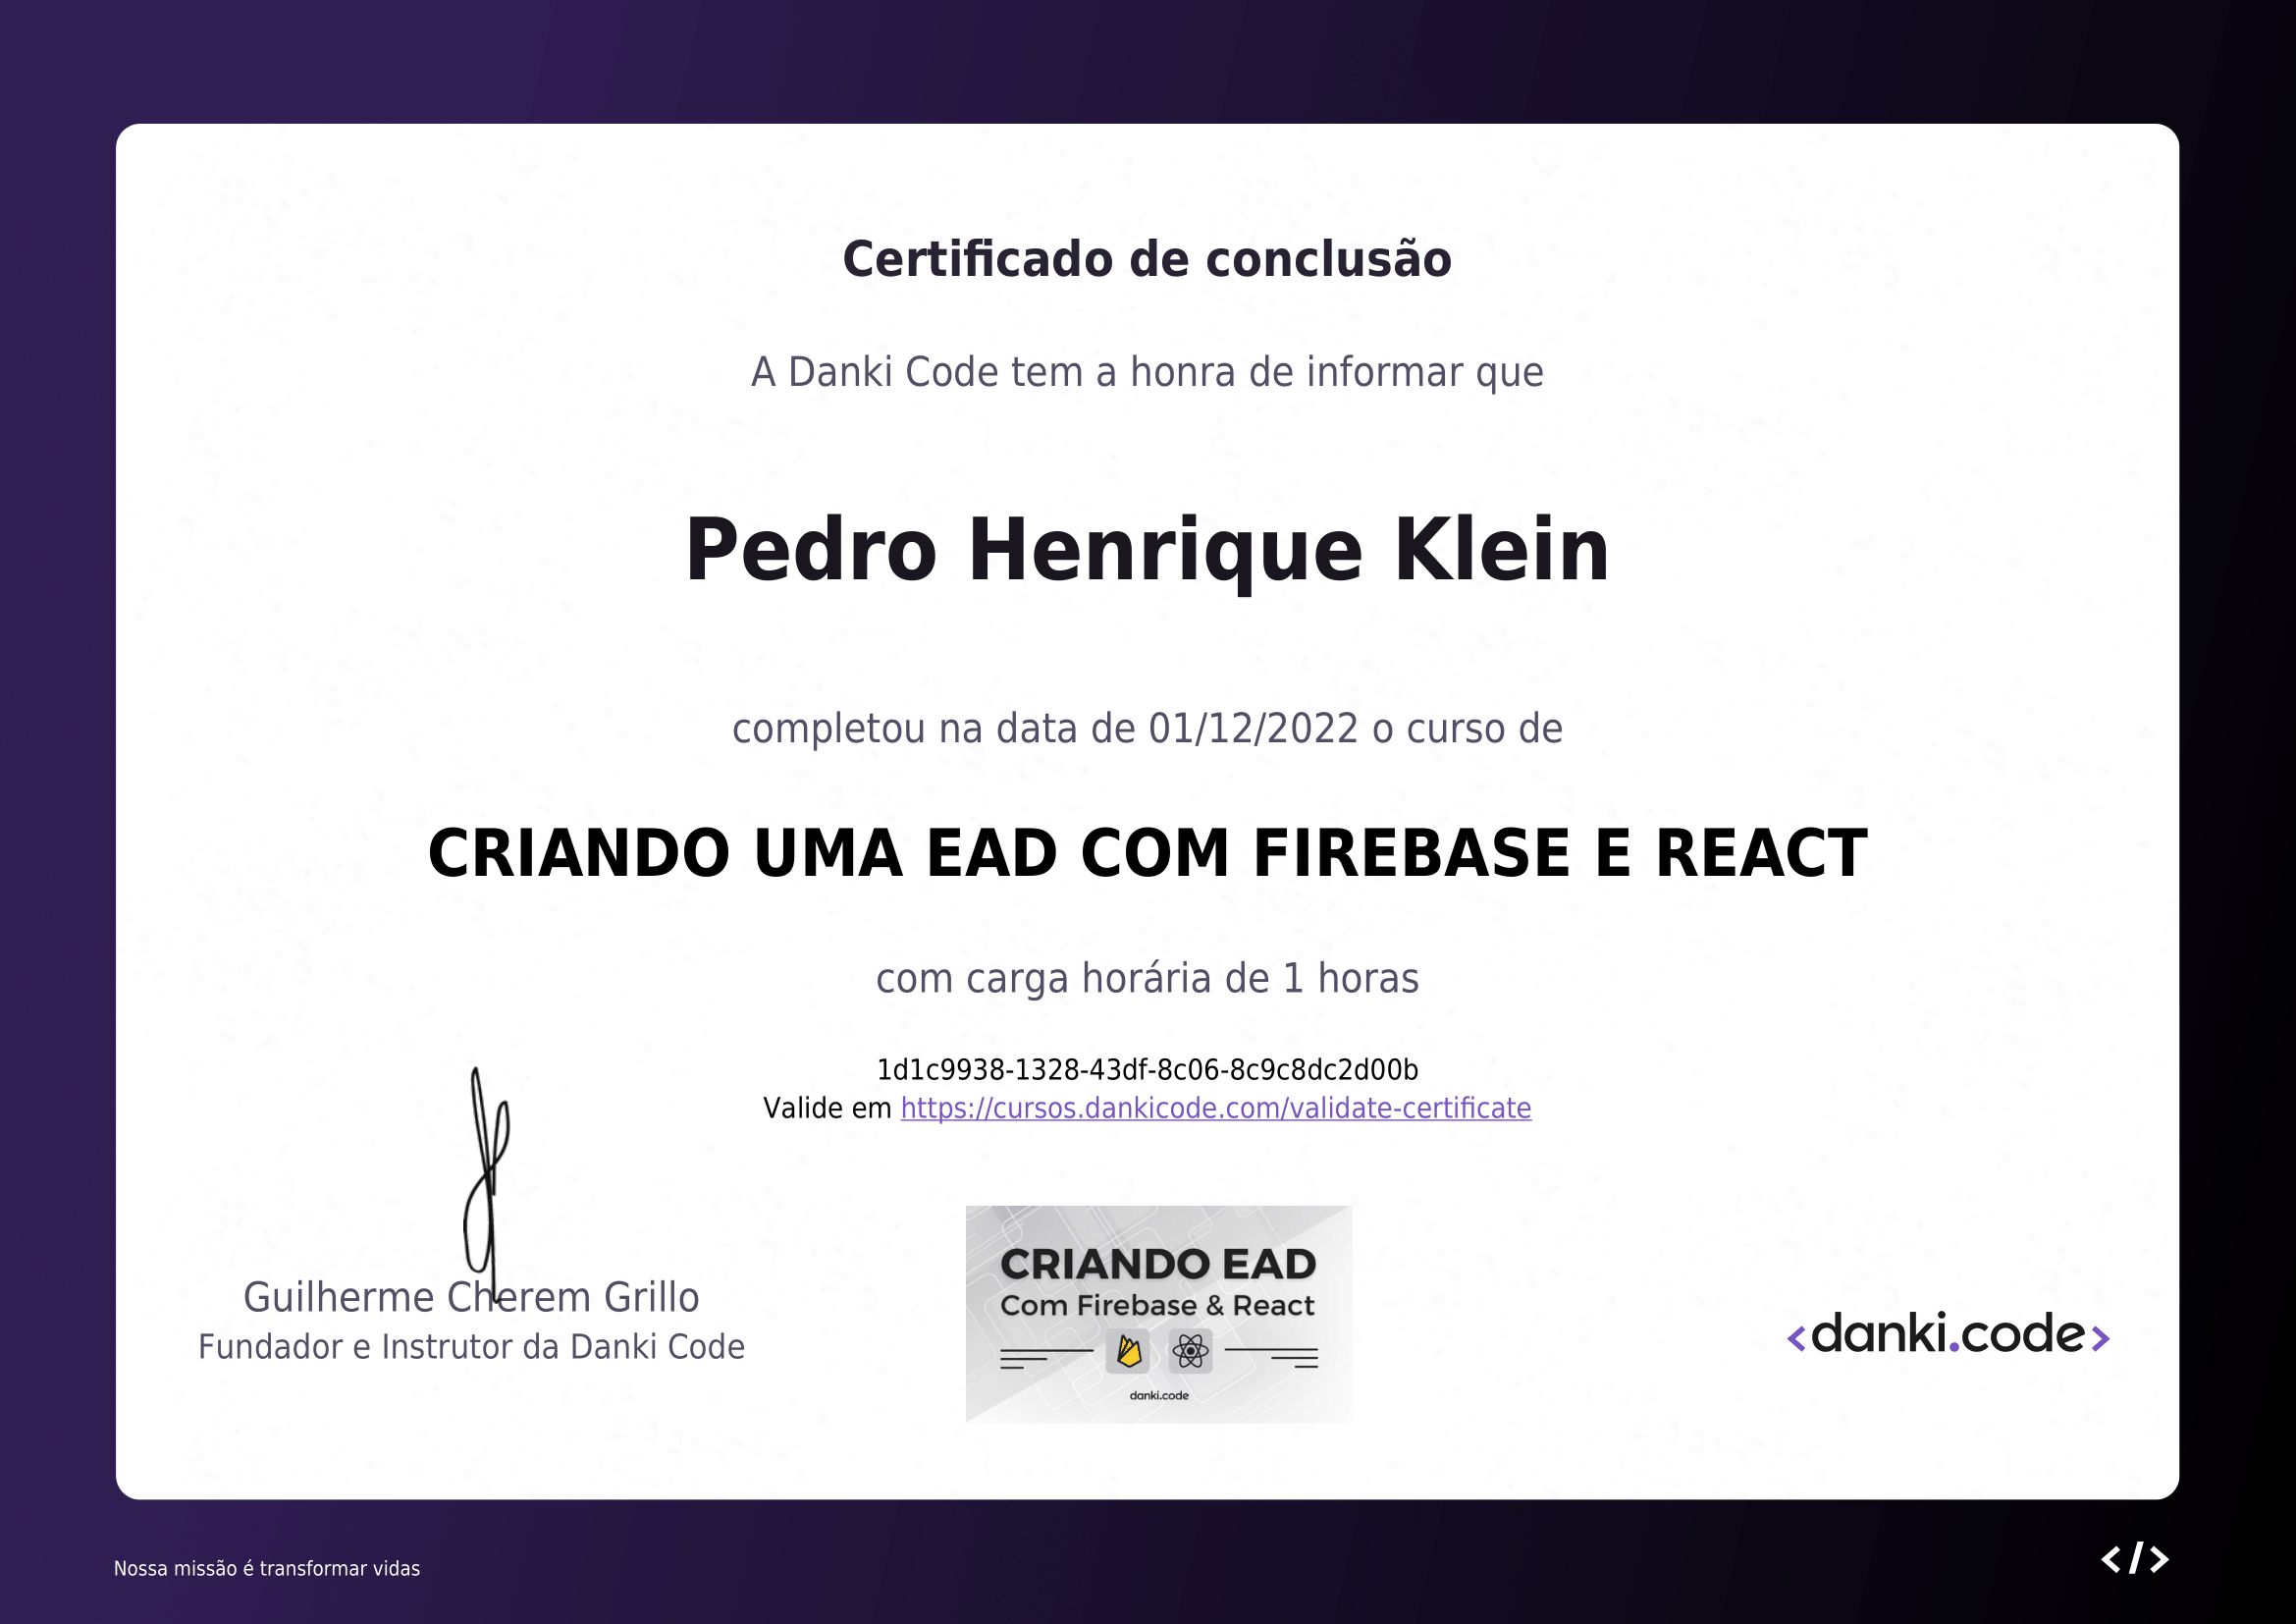 Certificado de conclusão
A Danki Code tem a honra de informar que
Pedro Henrique Klein
completou na data de 01/12/2022 o curso de
CRIANDO UMA EAD COM FIREBASE E REACT
com carga horária de 1 horas
1d1c9938-1328-43df-8c06-8c9c8dc2d00b
Valide em https://cursos.dankicode.com/validate-certificate
Guilherme Cherem Grillo
Fundador e Instrutor da Danki Code
CRIANDO EAD
Com Firebase & React
danki.code
<danki.code>
Nossa missão é transformar vidas
</>